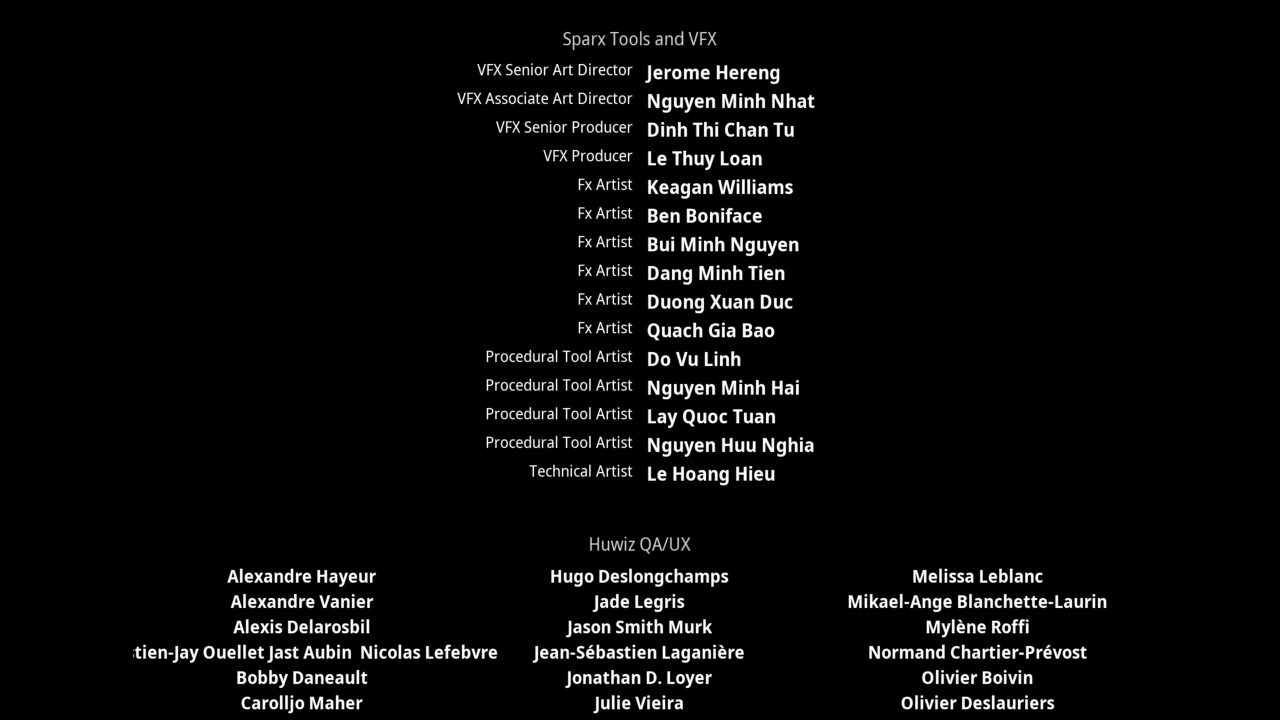 Sparx Tools and VFX
VFX Senior Art Director Jerome Hereng
VFX Associate Art Director Nguyen Minh Nhat
VFX Senior Producer Dinh Thi Chan Tu
VFX Producer Le Thuy Loan
Fx Artist Keagan Williams
Fx Artist Ben Boniface
Fx Artist Bui Minh Nguyen
Fx Artist Dang Minh Tien
Fx Artist Duong Xuan Duc
Fx Artist Quach Gia Bao
Procedural Tool Artist Do Vu Linh
Procedural Tool Artist Nguyen Minh Hai
Procedural Tool Artist Lay Quoc Tuan
Procedural Tool Artist Nguyen Huu Nghia
Technical Artist Le Hoang Hieu
Huwiz QA/UX
Alexandre Hayeur Hugo Deslongchamps Melissa Leblanc
Alexandre Vanier Jade Legris Mikael-Ange Blanchette-Laurin
Alexis Delarosbil Jason Smith Murk Mylène Roffi
tien-Jay Ouellet Jast Aubin Nicolas Lefebvre Jean-Sébastien Laganière Normand Chartier-Prévost
Bobby Daneault Jonathan D. Loyer Olivier Boivin
Carolljo Maher Julie Vieira Olivier Deslauriers